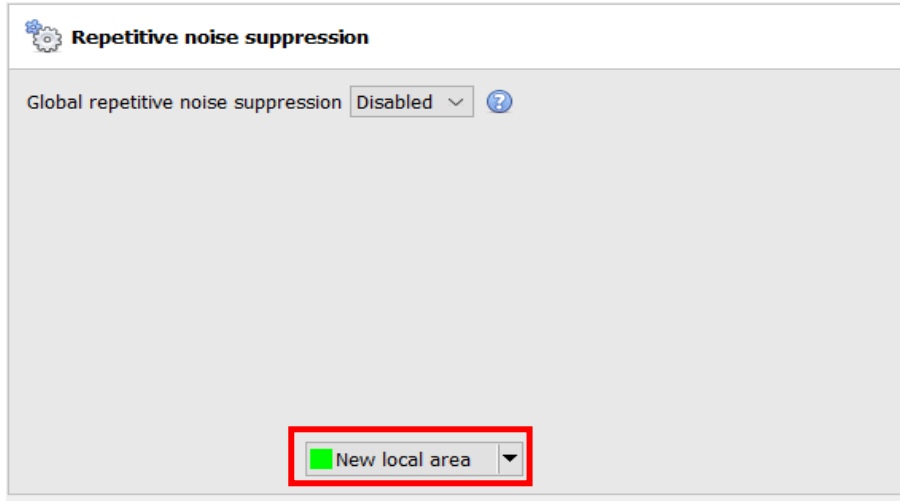 Repetitive noise suppression
Global repetitive noise suppression Disabled
New local area